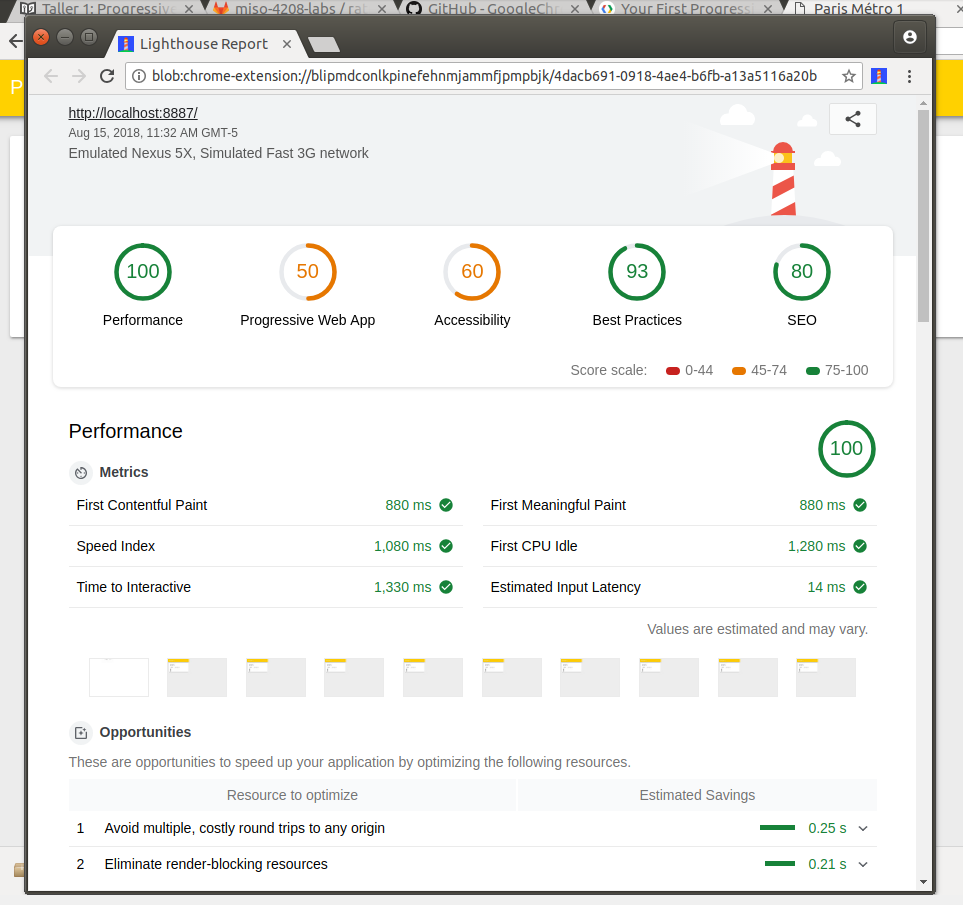 Taller 1: Progressive
miso-4208-labs / rat
GitHub - GoogleChr
Your First Progressi
Paris Métro 1
Lighthouse Report
blob:chrome-extension://blipmdconlkpinefehnmjammfjpmpbjk/4dacb691-0918-4ae4-b6fb-a13a5116a20b
P
http://localhost:8887/
Aug 15, 2018, 11:32 AM GMT-5
Emulated Nexus 5X, Simulated Fast 3G network
100 50 60 93 80
Performance Progressive Web App Accessibility Best Practices SEO
Score scale: 0-44 45-74 75-100
Performance 100
Metrics
First Contentful Paint 880 ms First Meaningful Paint 880 ms
Speed Index 1,080 ms First CPU Idle 1,280 ms
Time to Interactive 1,330 ms Estimated Input Latency 14 ms
Values are estimated and may vary.
Opportunities
These are opportunities to speed up your application by optimizing the following resources.
Resource to optimize Estimated Savings
1 Avoid multiple, costly round trips to any origin 0.25 s
2 Eliminate render-blocking resources 0.21 s